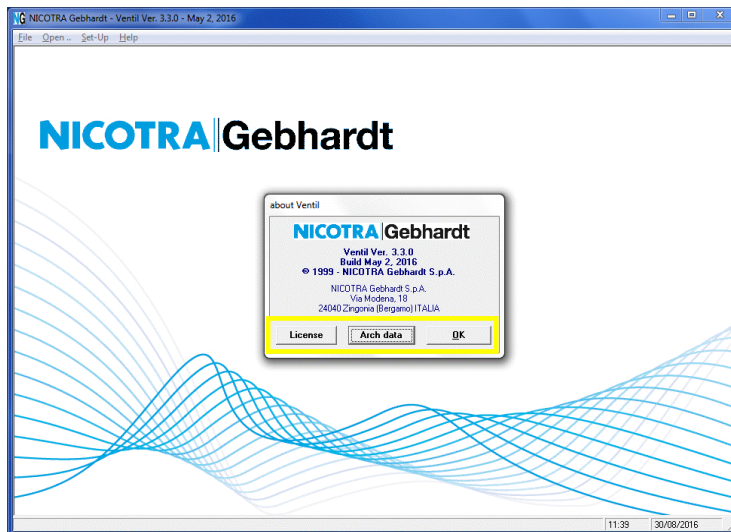 NICOTRA Gebhardt - Ventil Ver. 3.3.0 - May 2, 2016
File Open .. Set-Up Help
NICOTRA Gebhardt
about Ventil
NICOTRA Gebhardt
Ventil Ver. 3.3.0
Build May 2, 2016
© 1999 - NICOTRA Gebhardt S.p.A.
NICOTRA Gebhardt S.p.A.
Via Modena, 18
24040 Zingonia (Bergamo) ITALIA
License Arch data OK
11:39 30/08/2016